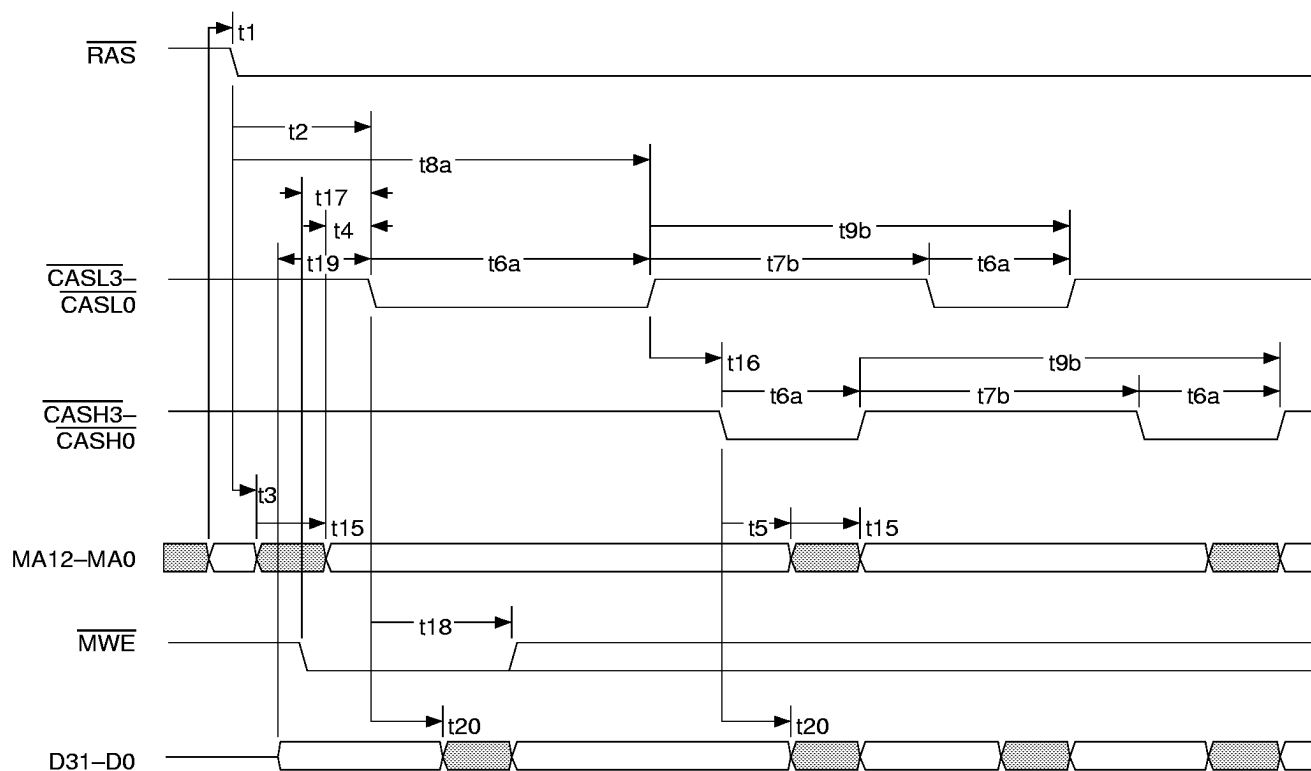 t1
RAS
t2
t8a
t17
t4
t9b
t19
t6a
t7b
t6a
CASL3–
CASL0
t16
t9b
t6a
t7b
t6a
CASH3–
CASH0
t3
t15
t5
t15
MA12–MA0
t18
MWE
t20
t20
D31–D0